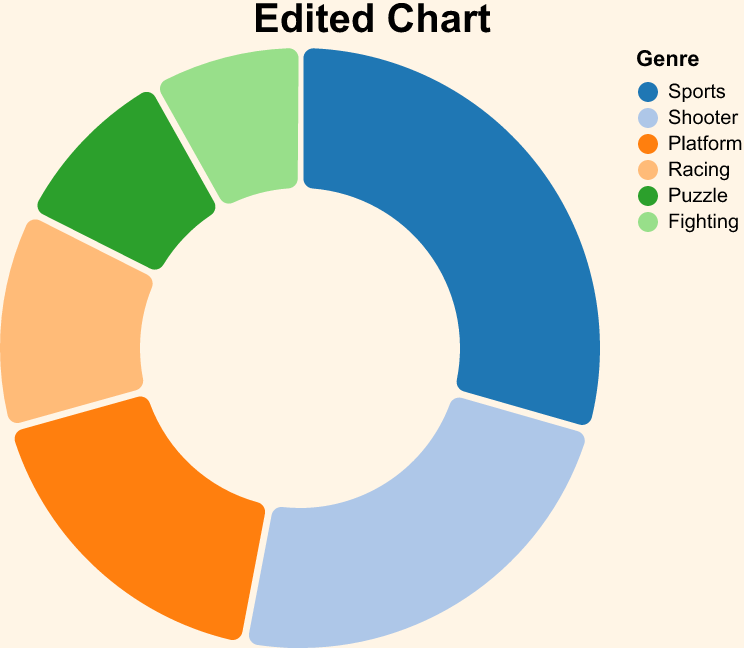 Edited Chart
Genre
Sports
Shooter
Platform
Racing
Puzzle
Fighting